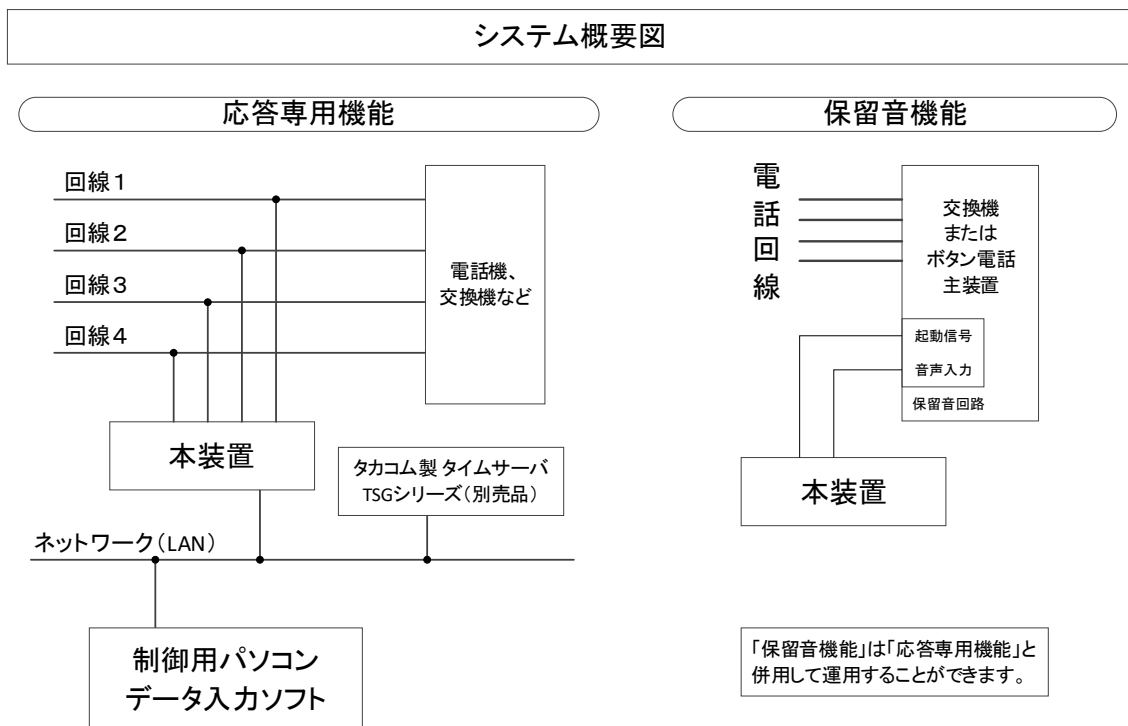 システム概要図
応答専用機能
回線1
回線2
回線3
回線4
電話機、
交換機など
本装置
タカコム製 タイムサーバ
TSGシリーズ（別売品）
ネットワーク（LAN）
制御用パソコン
データ入力ソフト
保留音機能
電話回線
交換機
または
ボタン電話
主装置
起動信号
音声入力
保留音回路
本装置
「保留音機能」は「応答専用機能」と
併用して運用することができます。